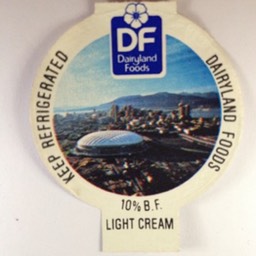 DF
Dairyland
Foods
KEEP REFRIGERATED
DAIRYLAND FOODS
10% B.F.
LIGHT CREAM